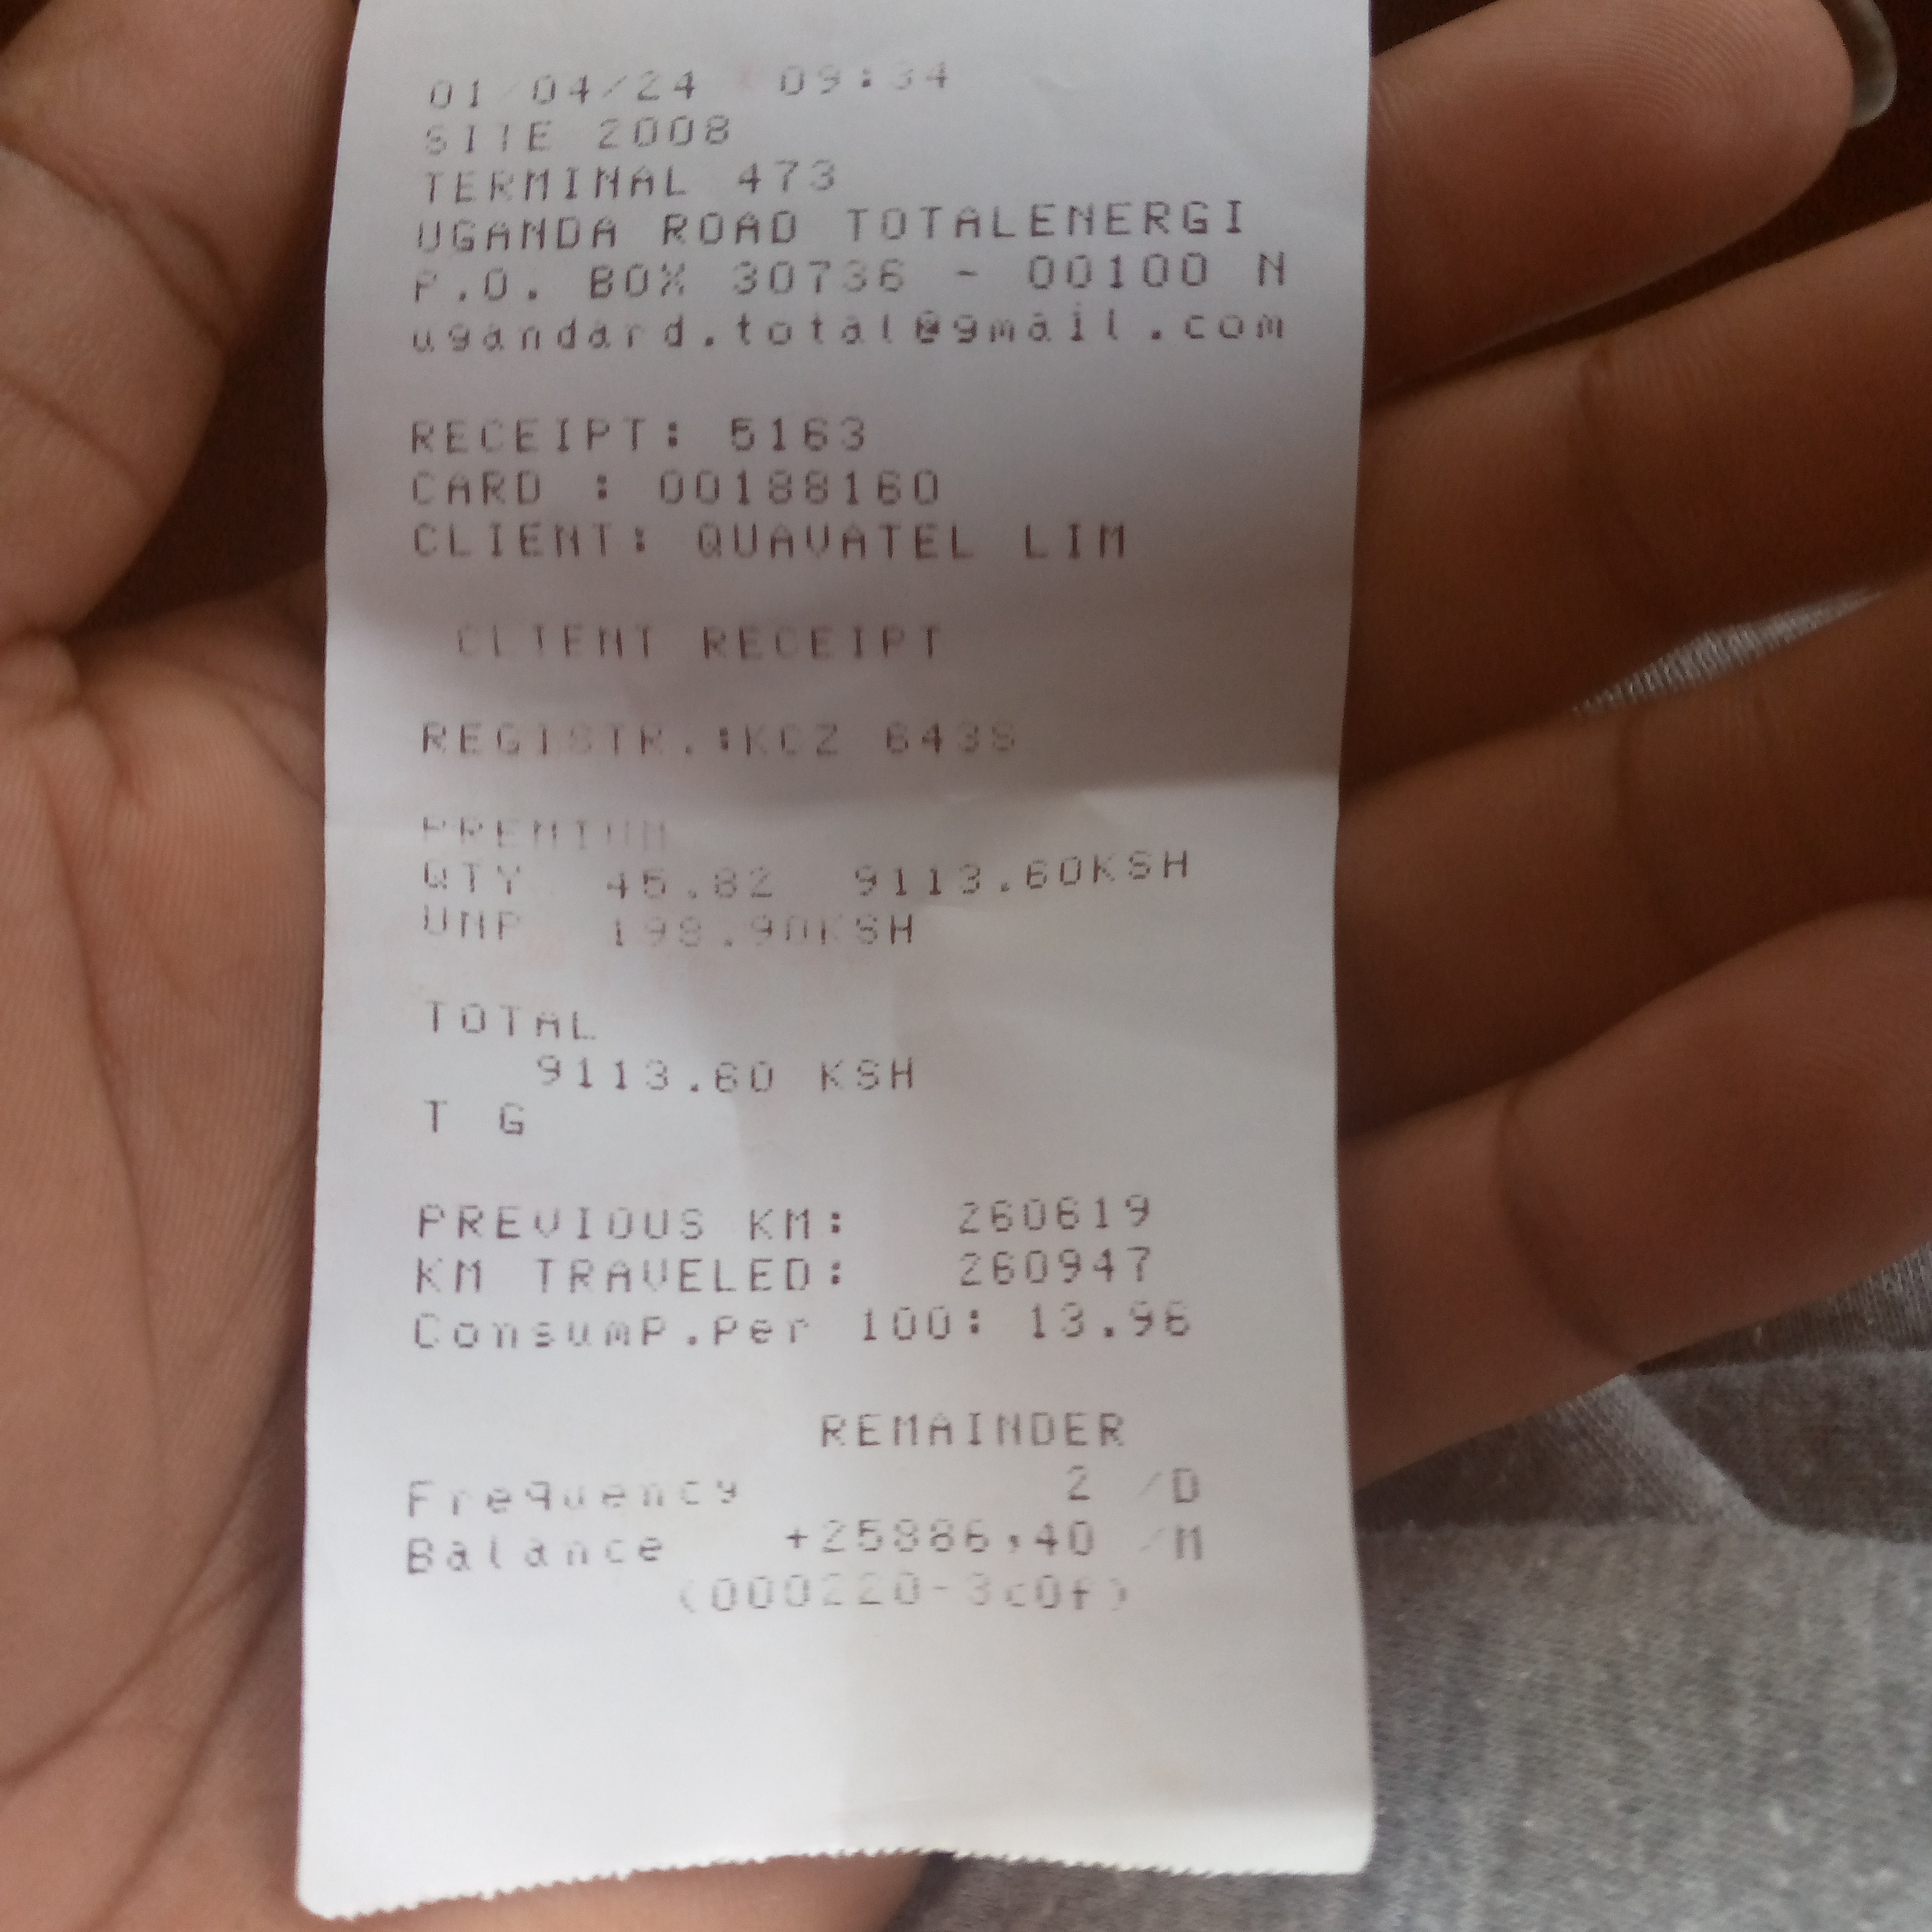 01/04/24 09:34
SITE 2008
TERMINAL 473
UGANDA ROAD TOTALENERGI
P.O. BOX 30736 - 00100 N
ugandard.total@gmail.com
RECEIPT: 5163
CARD : 00188160
CLIENT: QUAVATEL LIM
CLIENT RECEIPT
REGISTR.:KCZ 643S
PREMIUM
QTY 45.82 9113.60KSH
UNP 198.90KSH
TOTAL
9113.60 KSH
T G
PREVIOUS KM: 260619
KM TRAVELED: 260947
Consump.Per 100: 13.96
REMAINDER
Frequency 2 /D
Balance +25886,40 /M
(000220-3c0f)